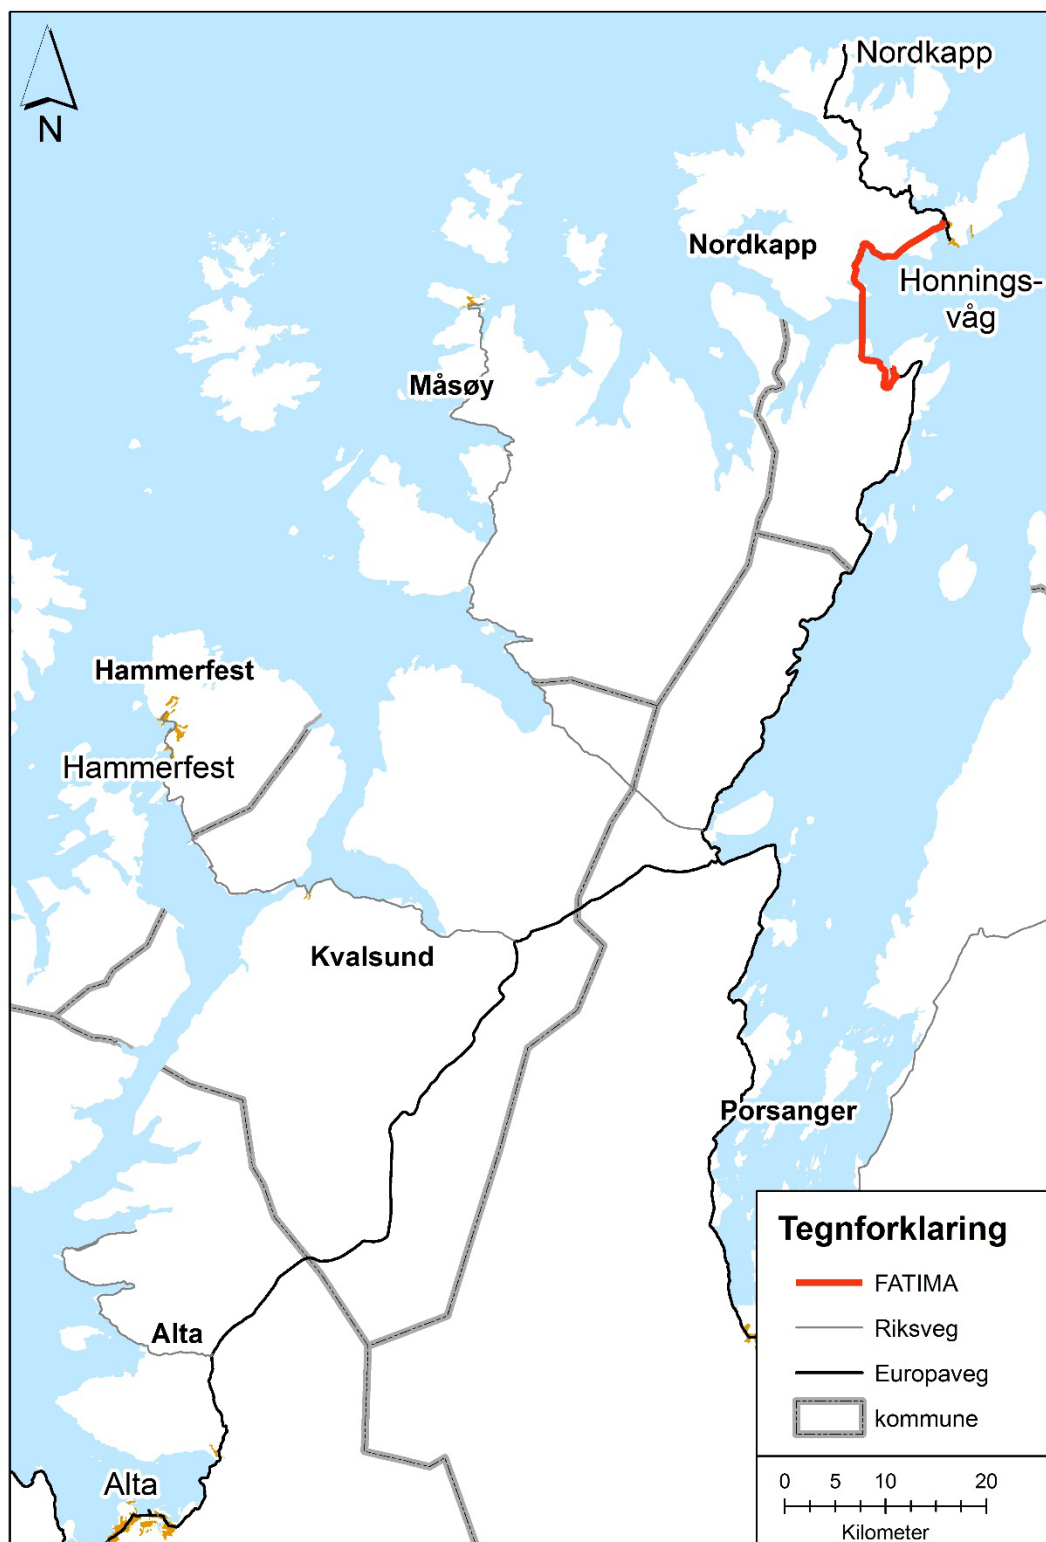 Nordkapp
N
Nordkapp
Honnings-
våg
Måsøy
Hammerfest
Hammerfest
Kvalsund
Porsanger
Alta
Alta
Tegnforklaring
FATIMA
Riksveg
Europaveg
kommune
0 5 10 20
Kilometer